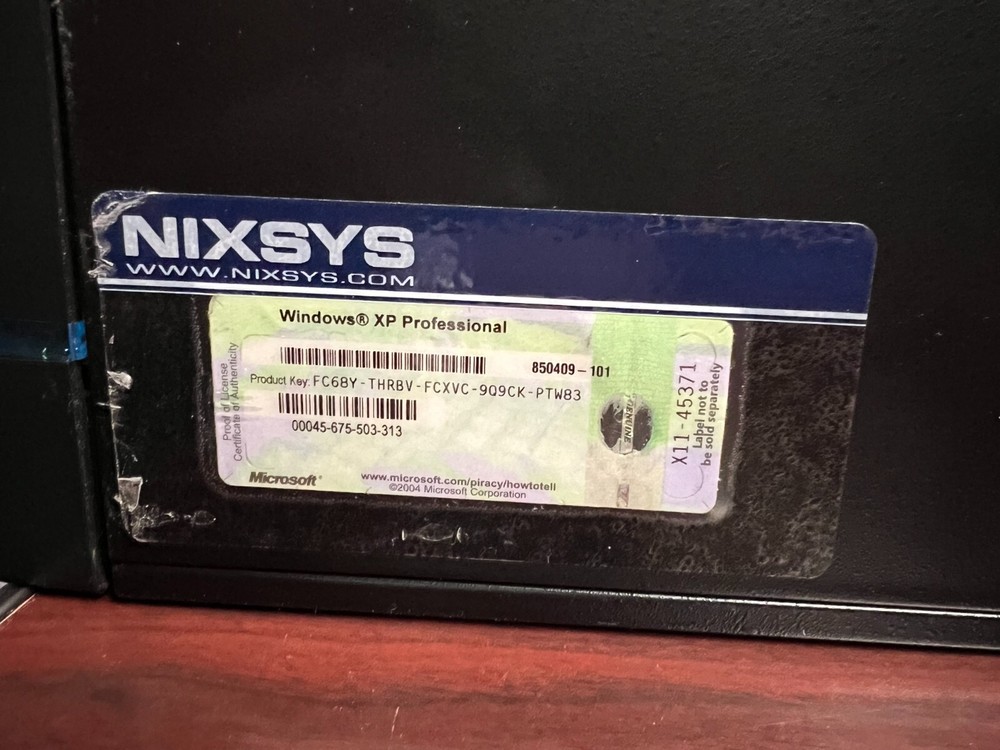 NIXSYS
WWW.NIXSYS.COM
Windows® XP Professional
850409-101
Product Key: FC68Y-THRBV-FCXVC-9Q9CK-PTW83
00045-675-503-313
Microsoft®
www.microsoft.com/piracy/howtotell
©2004 Microsoft Corporation
Proof of License
Certificate of Authenticity
GENUINE
X11-45371
Label not to
be sold separately